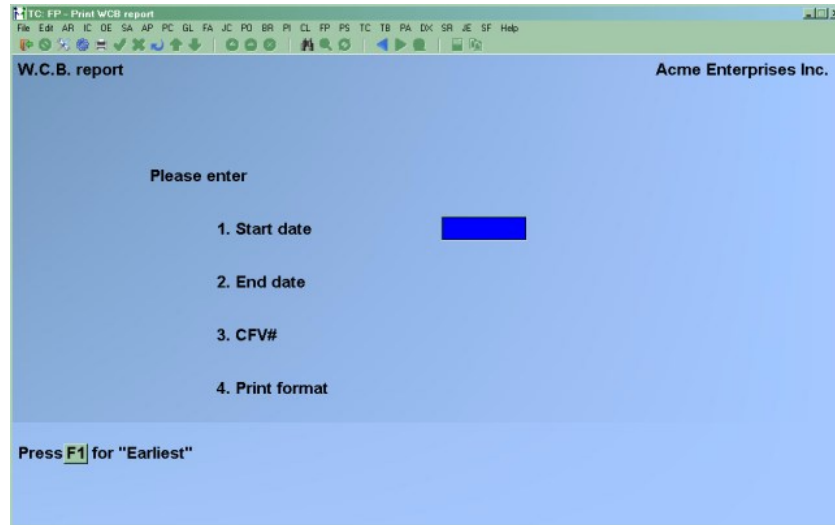 TC: FP - Print WCB report
File Edit AR IC OE SA AP PC GL FA JC PO BR PI CL FP PS TC TB PA DX SR JE SF Help
W.C.B. report
Acme Enterprises Inc.
Please enter
1. Start date
2. End date
3. CFV#
4. Print format
Press F1 for "Earliest"